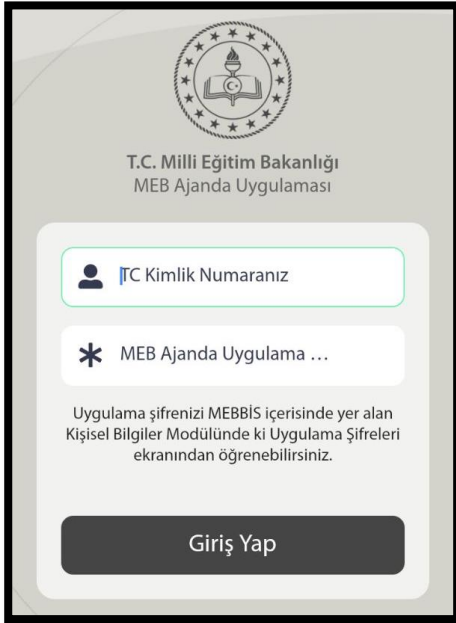 T.C. Milli Eğitim Bakanlığı
MEB Ajanda Uygulaması
TC Kimlik Numaranız
MEB Ajanda Uygulama ...
Uygulama şifrenizi MEBBİS içerisinde yer alan
Kişisel Bilgiler Modülünde ki Uygulama Şifreleri
ekranından öğrenebilirsiniz.
Giriş Yap